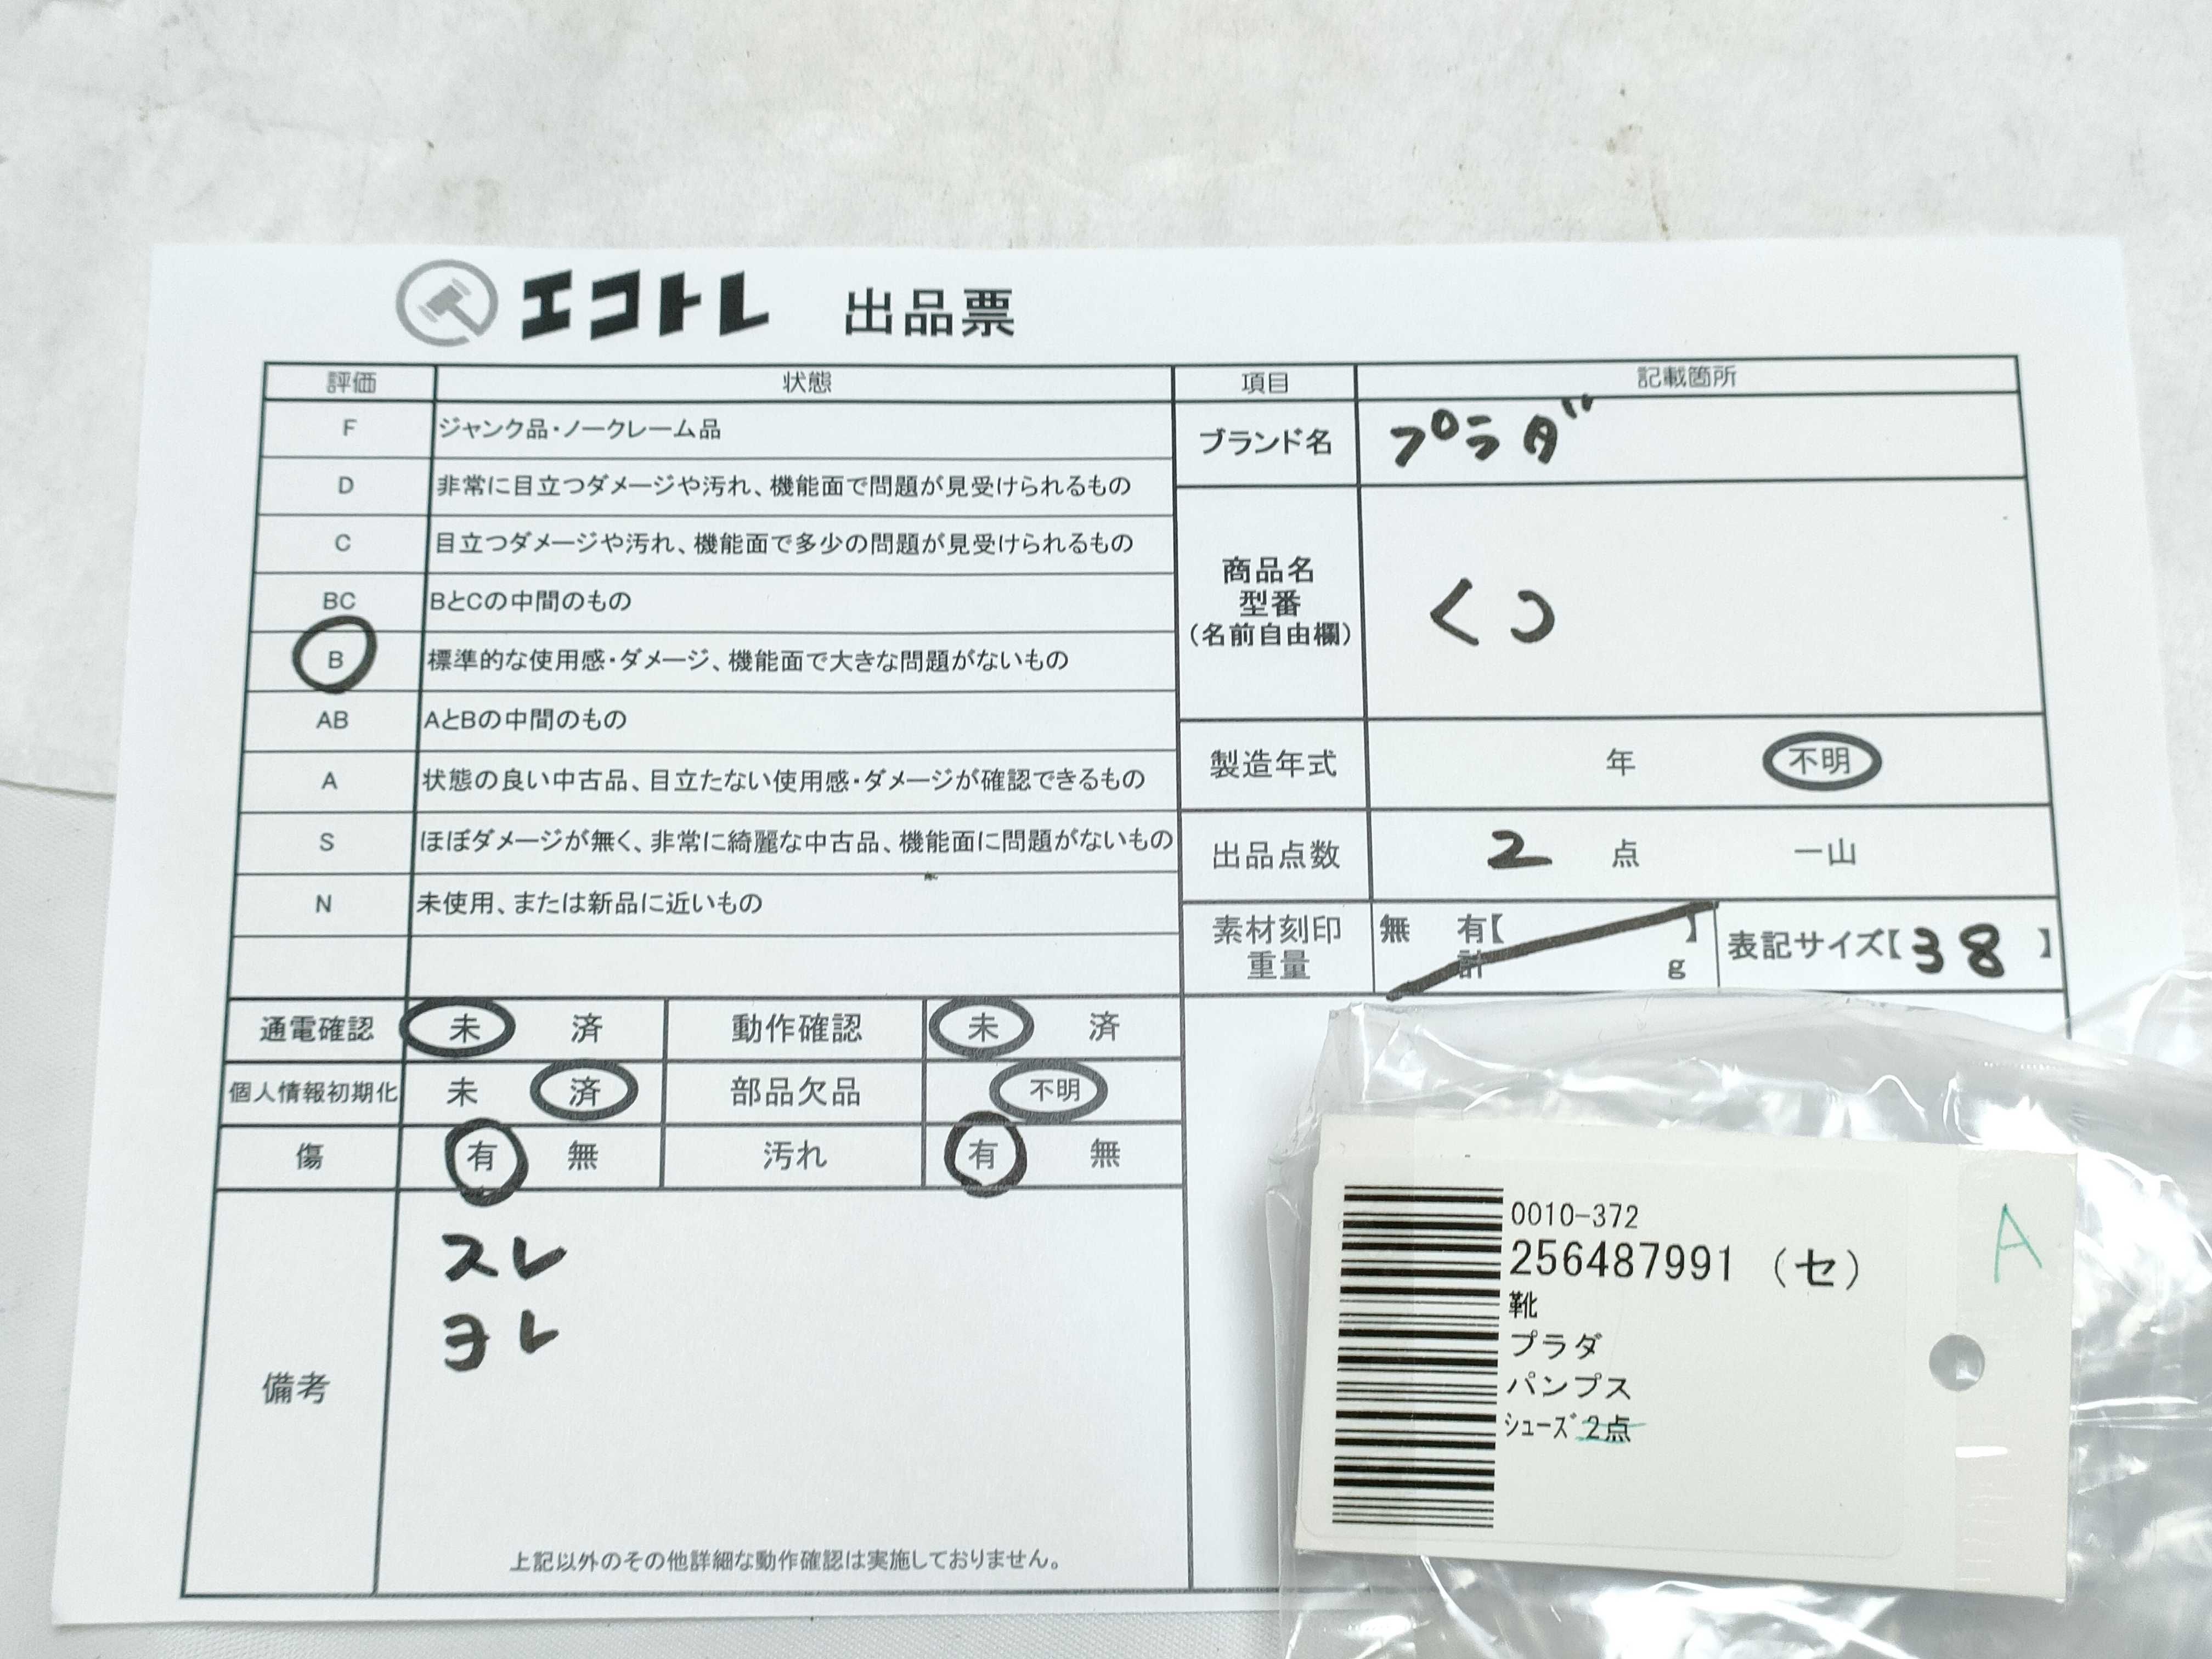 エコトレ 出品票
評価 状態 項目 記載箇所
F ジャンク品・ノークレーム品
D 非常に目立つダメージや汚れ、機能面で問題が見受けられるもの
C 目立つダメージや汚れ、機能面で多少の問題が見受けられるもの
BC BとCの中間のもの
B 標準的な使用感・ダメージ、機能面で大きな問題がないもの
AB AとBの中間のもの
A 状態の良い中古品、目立たない使用感・ダメージが確認できるもの
S ほぼダメージが無く、非常に綺麗な中古品、機能面に問題がないもの
N 未使用、または新品に近いもの
ブランド名 プラダ
商品名
型番
(名前自由欄)
くつ
製造年式 年 不明
出品点数 2 点 一山
素材刻印 無 有【 】
重量 計 g
表記サイズ【38】
通電確認 未 済 動作確認 未 済
個人情報初期化 未 済 部品欠品 不明
傷 有 無 汚れ 有 無
備考
スレ
ヨレ
上記以外のその他詳細な動作確認は実施しておりません。
0010-372
256487991 (セ)
靴
プラダ
パンプス
ｼｭｰｽﾞ 2点
A